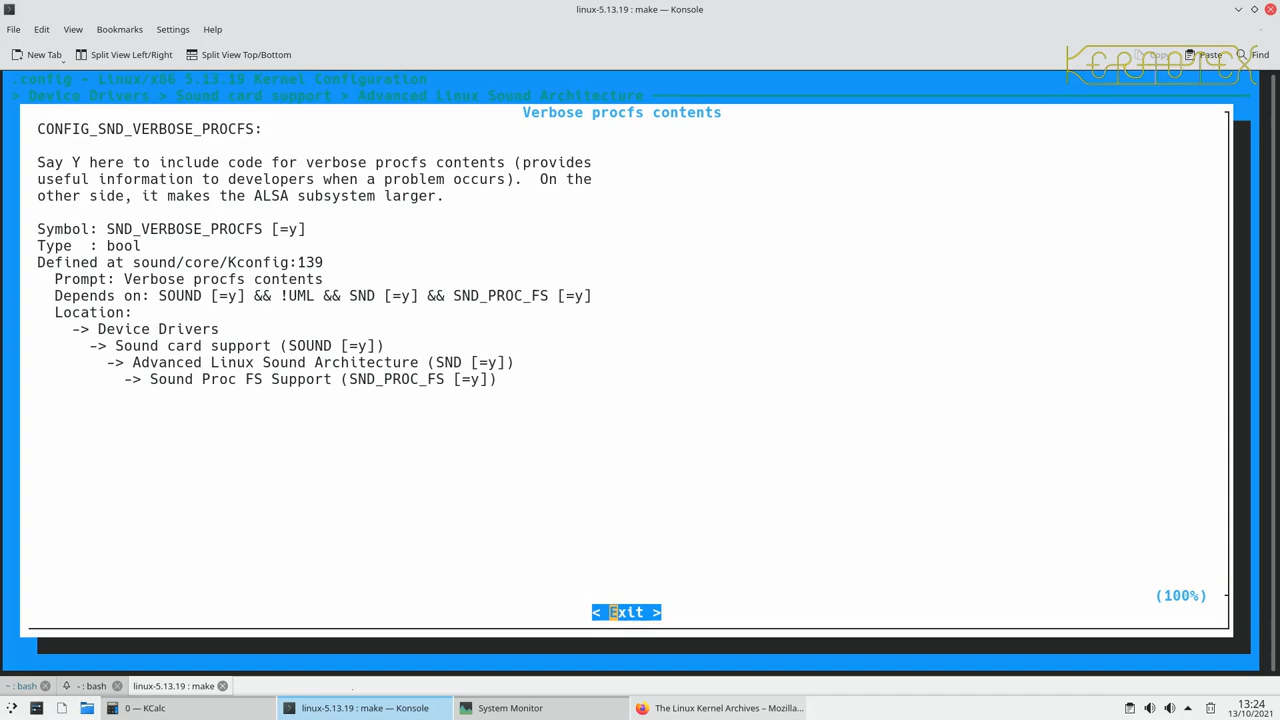 linux-5.13.19 : make — Konsole
File Edit View Bookmarks Settings Help
New Tab Split View Left/Right Split View Top/Bottom Copy Paste Find
KERNOTEX
.config - Linux/x86 5.13.19 Kernel Configuration
> Device Drivers > Sound card support > Advanced Linux Sound Architecture
Verbose procfs contents
CONFIG_SND_VERBOSE_PROCFS:
Say Y here to include code for verbose procfs contents (provides
useful information to developers when a problem occurs).  On the
other side, it makes the ALSA subsystem larger.
Symbol: SND_VERBOSE_PROCFS [=y]
Type  : bool
Defined at sound/core/Kconfig:139
Prompt: Verbose procfs contents
Depends on: SOUND [=y] && !UML && SND [=y] && SND_PROC_FS [=y]
Location:
-> Device Drivers
-> Sound card support (SOUND [=y])
-> Advanced Linux Sound Architecture (SND [=y])
-> Sound Proc FS Support (SND_PROC_FS [=y])
(100%)
< Exit >
~ : bash - : bash linux-5.13.19 : make
0 — KCalc linux-5.13.19 : make — Konsole System Monitor The Linux Kernel Archives – Mozilla... 13:24
13/10/2021